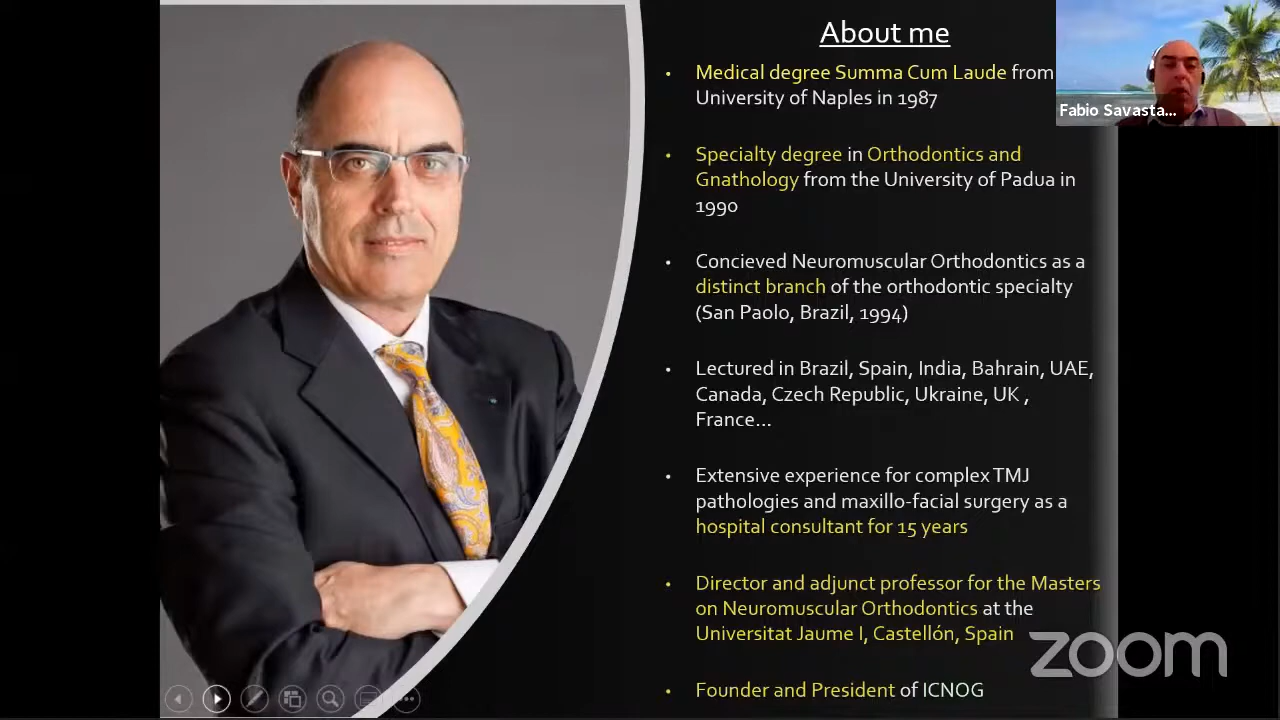 About me
• Medical degree Summa Cum Laude from
University of Naples in 1987
• Specialty degree in Orthodontics and
Gnathology from the University of Padua in
1990
• Concieved Neuromuscular Orthodontics as a
distinct branch of the orthodontic specialty
(San Paolo, Brazil, 1994)
• Lectured in Brazil, Spain, India, Bahrain, UAE,
Canada, Czech Republic, Ukraine, UK ,
France...
• Extensive experience for complex TMJ
pathologies and maxillo-facial surgery as a
hospital consultant for 15 years
• Director and adjunct professor for the Masters
on Neuromuscular Orthodontics at the
Universitat Jaume I, Castellón, Spain
• Founder and President of ICNOG
Fabio Savasta...
zoom